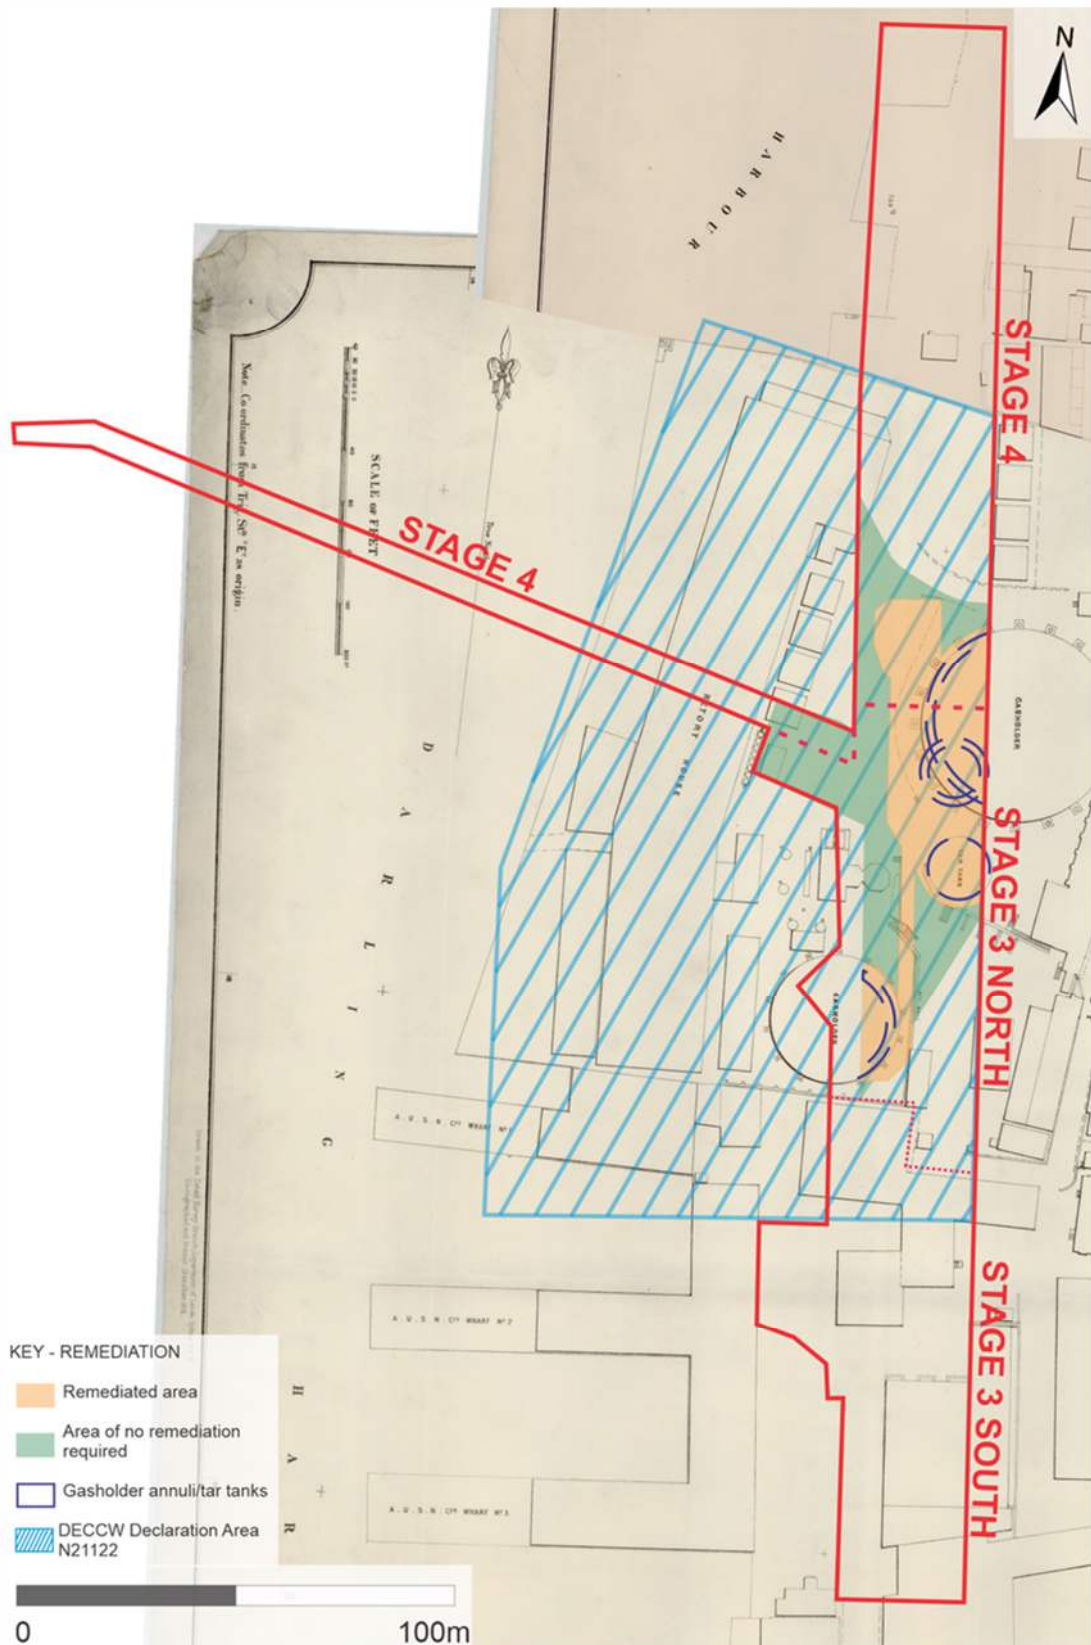 N
HARBOUR
STAGE 4
Note. Co-ordinates from Trig. Stn "E" as origin.
SCALE OF FEET
STAGE 4
RETORT HOUSE
GASHOLDER
STAGE 3 NORTH
TAR TANK
GASHOLDER
DARLING
A.U.S.N. Coy WHARF No 1
STAGE 3 SOUTH
A.U.S.N. Coy WHARF No 2
HAR
A.U.S.N. Coy WHARF No 3
KEY - REMEDIATION
Remediated area
Area of no remediation
required
Gasholder annuli/tar tanks
DECCW Declaration Area
N21122
0 100m